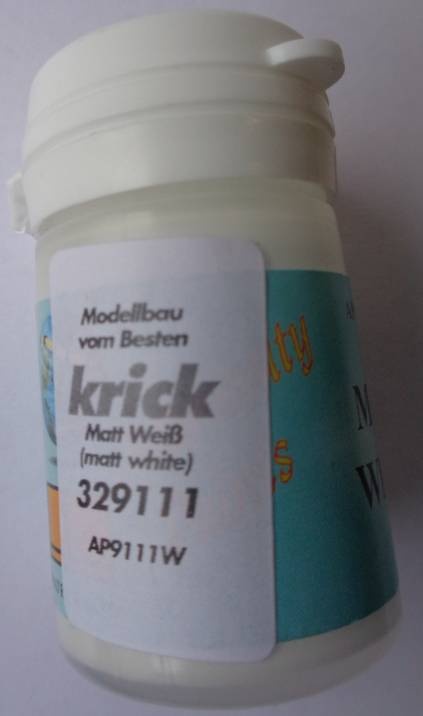 Modellbau
vom Besten
krick
Matt Weiß
(matt white)
329111
AP9111W